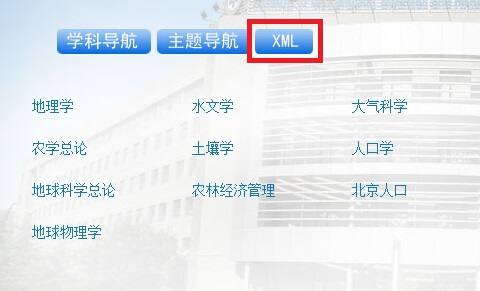 学科导航 主题导航 XML
地理学 水文学 大气科学
农学总论 土壤学 人口学
地球科学总论 农林经济管理 北京人口
地球物理学